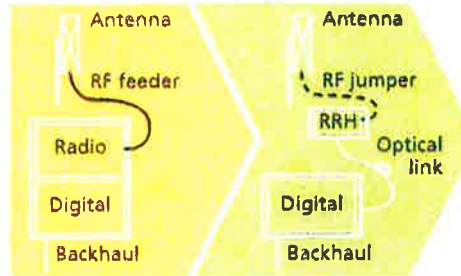 Antenna
RF feeder
Radio
Digital
Backhaul
Antenna
RF jumper
RRH
Optical
link
Digital
Backhaul